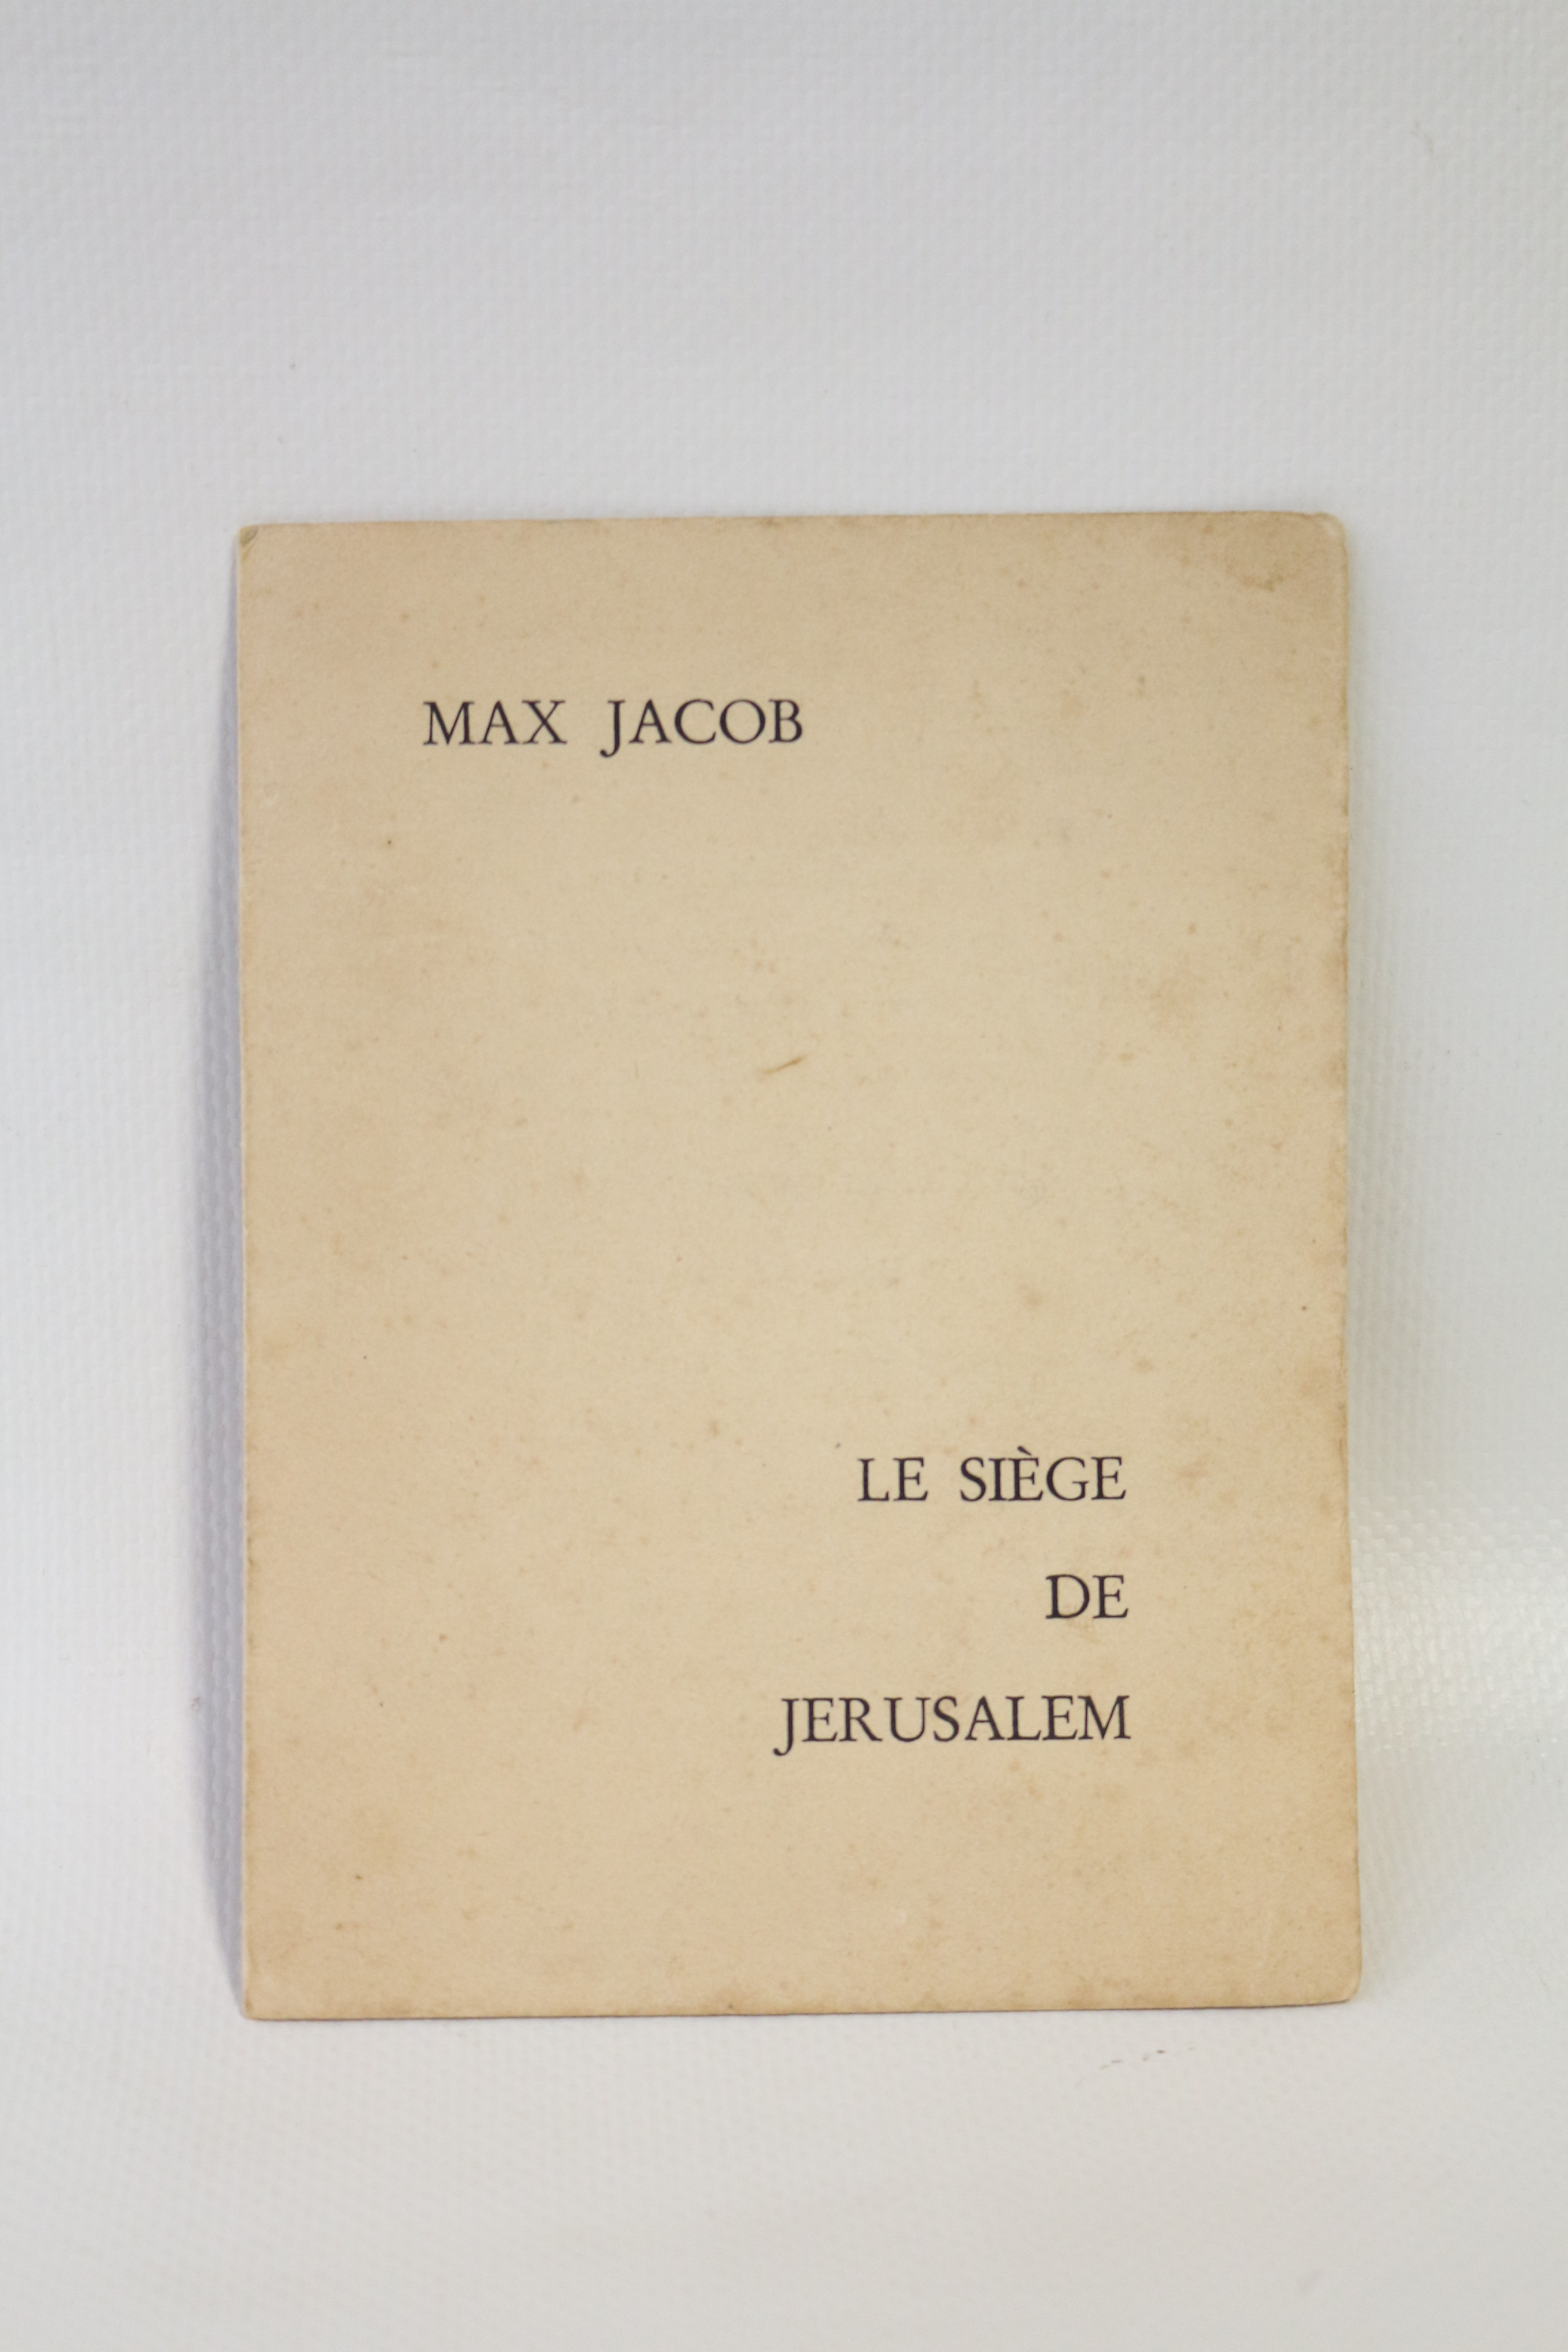 MAX JACOB
LE SIÈGE
DE
JERUSALEM